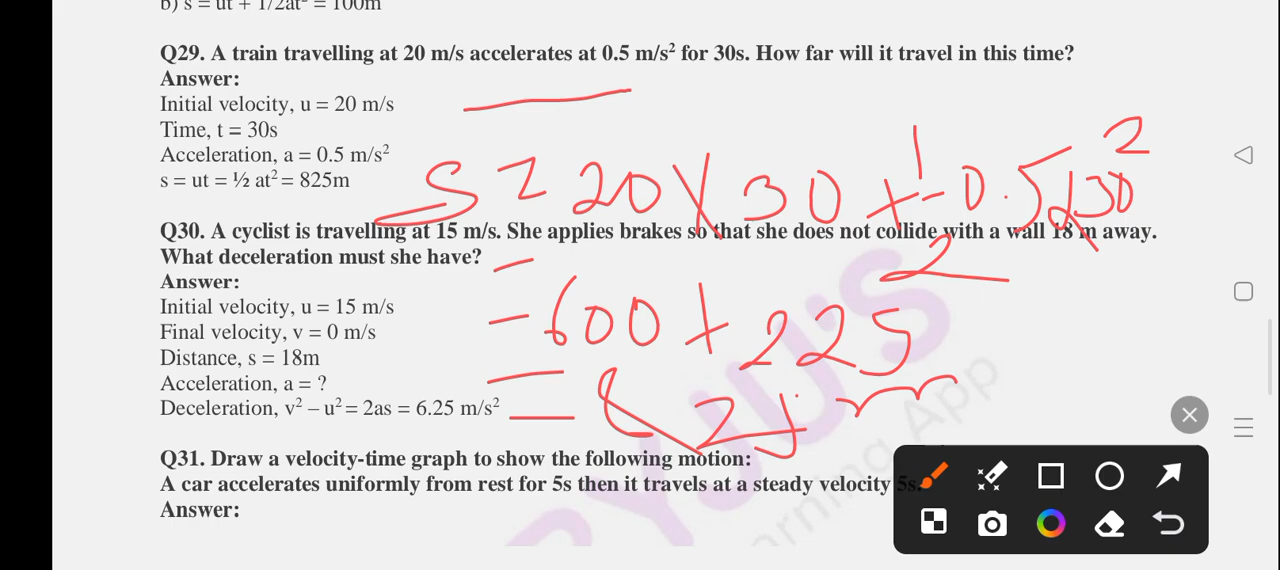 b) s = ut + 1/2at² = 100m
Q29. A train travelling at 20 m/s accelerates at 0.5 m/s² for 30s. How far will it travel in this time?
Answer:
Initial velocity, u = 20 m/s
Time, t = 30s
Acceleration, a = 0.5 m/s²
s = ut = ½ at² = 825m
S = 20 × 30 + 1/2 0.5 × 30²
Q30. A cyclist is travelling at 15 m/s. She applies brakes so that she does not collide with a wall 18 m away.
What deceleration must she have?
Answer:
Initial velocity, u = 15 m/s
= 600 + 225
Final velocity, v = 0 m/s
Distance, s = 18m
Acceleration, a = ?
Deceleration, v² – u² = 2as = 6.25 m/s²
Q31. Draw a velocity-time graph to show the following motion:
A car accelerates uniformly from rest for 5s then it travels at a steady velocity 5s.
Answer:
BYJU'S